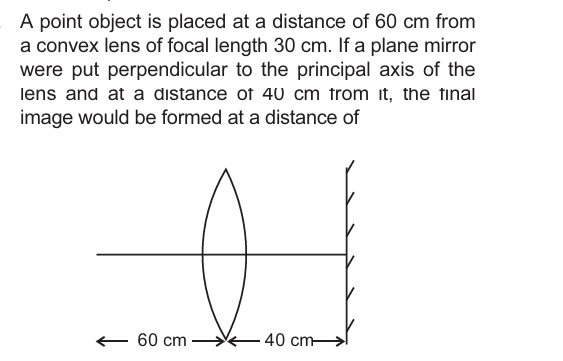 A point object is placed at a distance of 60 cm from
a convex lens of focal length 30 cm. If a plane mirror
were put perpendicular to the principal axis of the
lens and at a distance of 40 cm from it, the final
image would be formed at a distance of
60 cm 40 cm